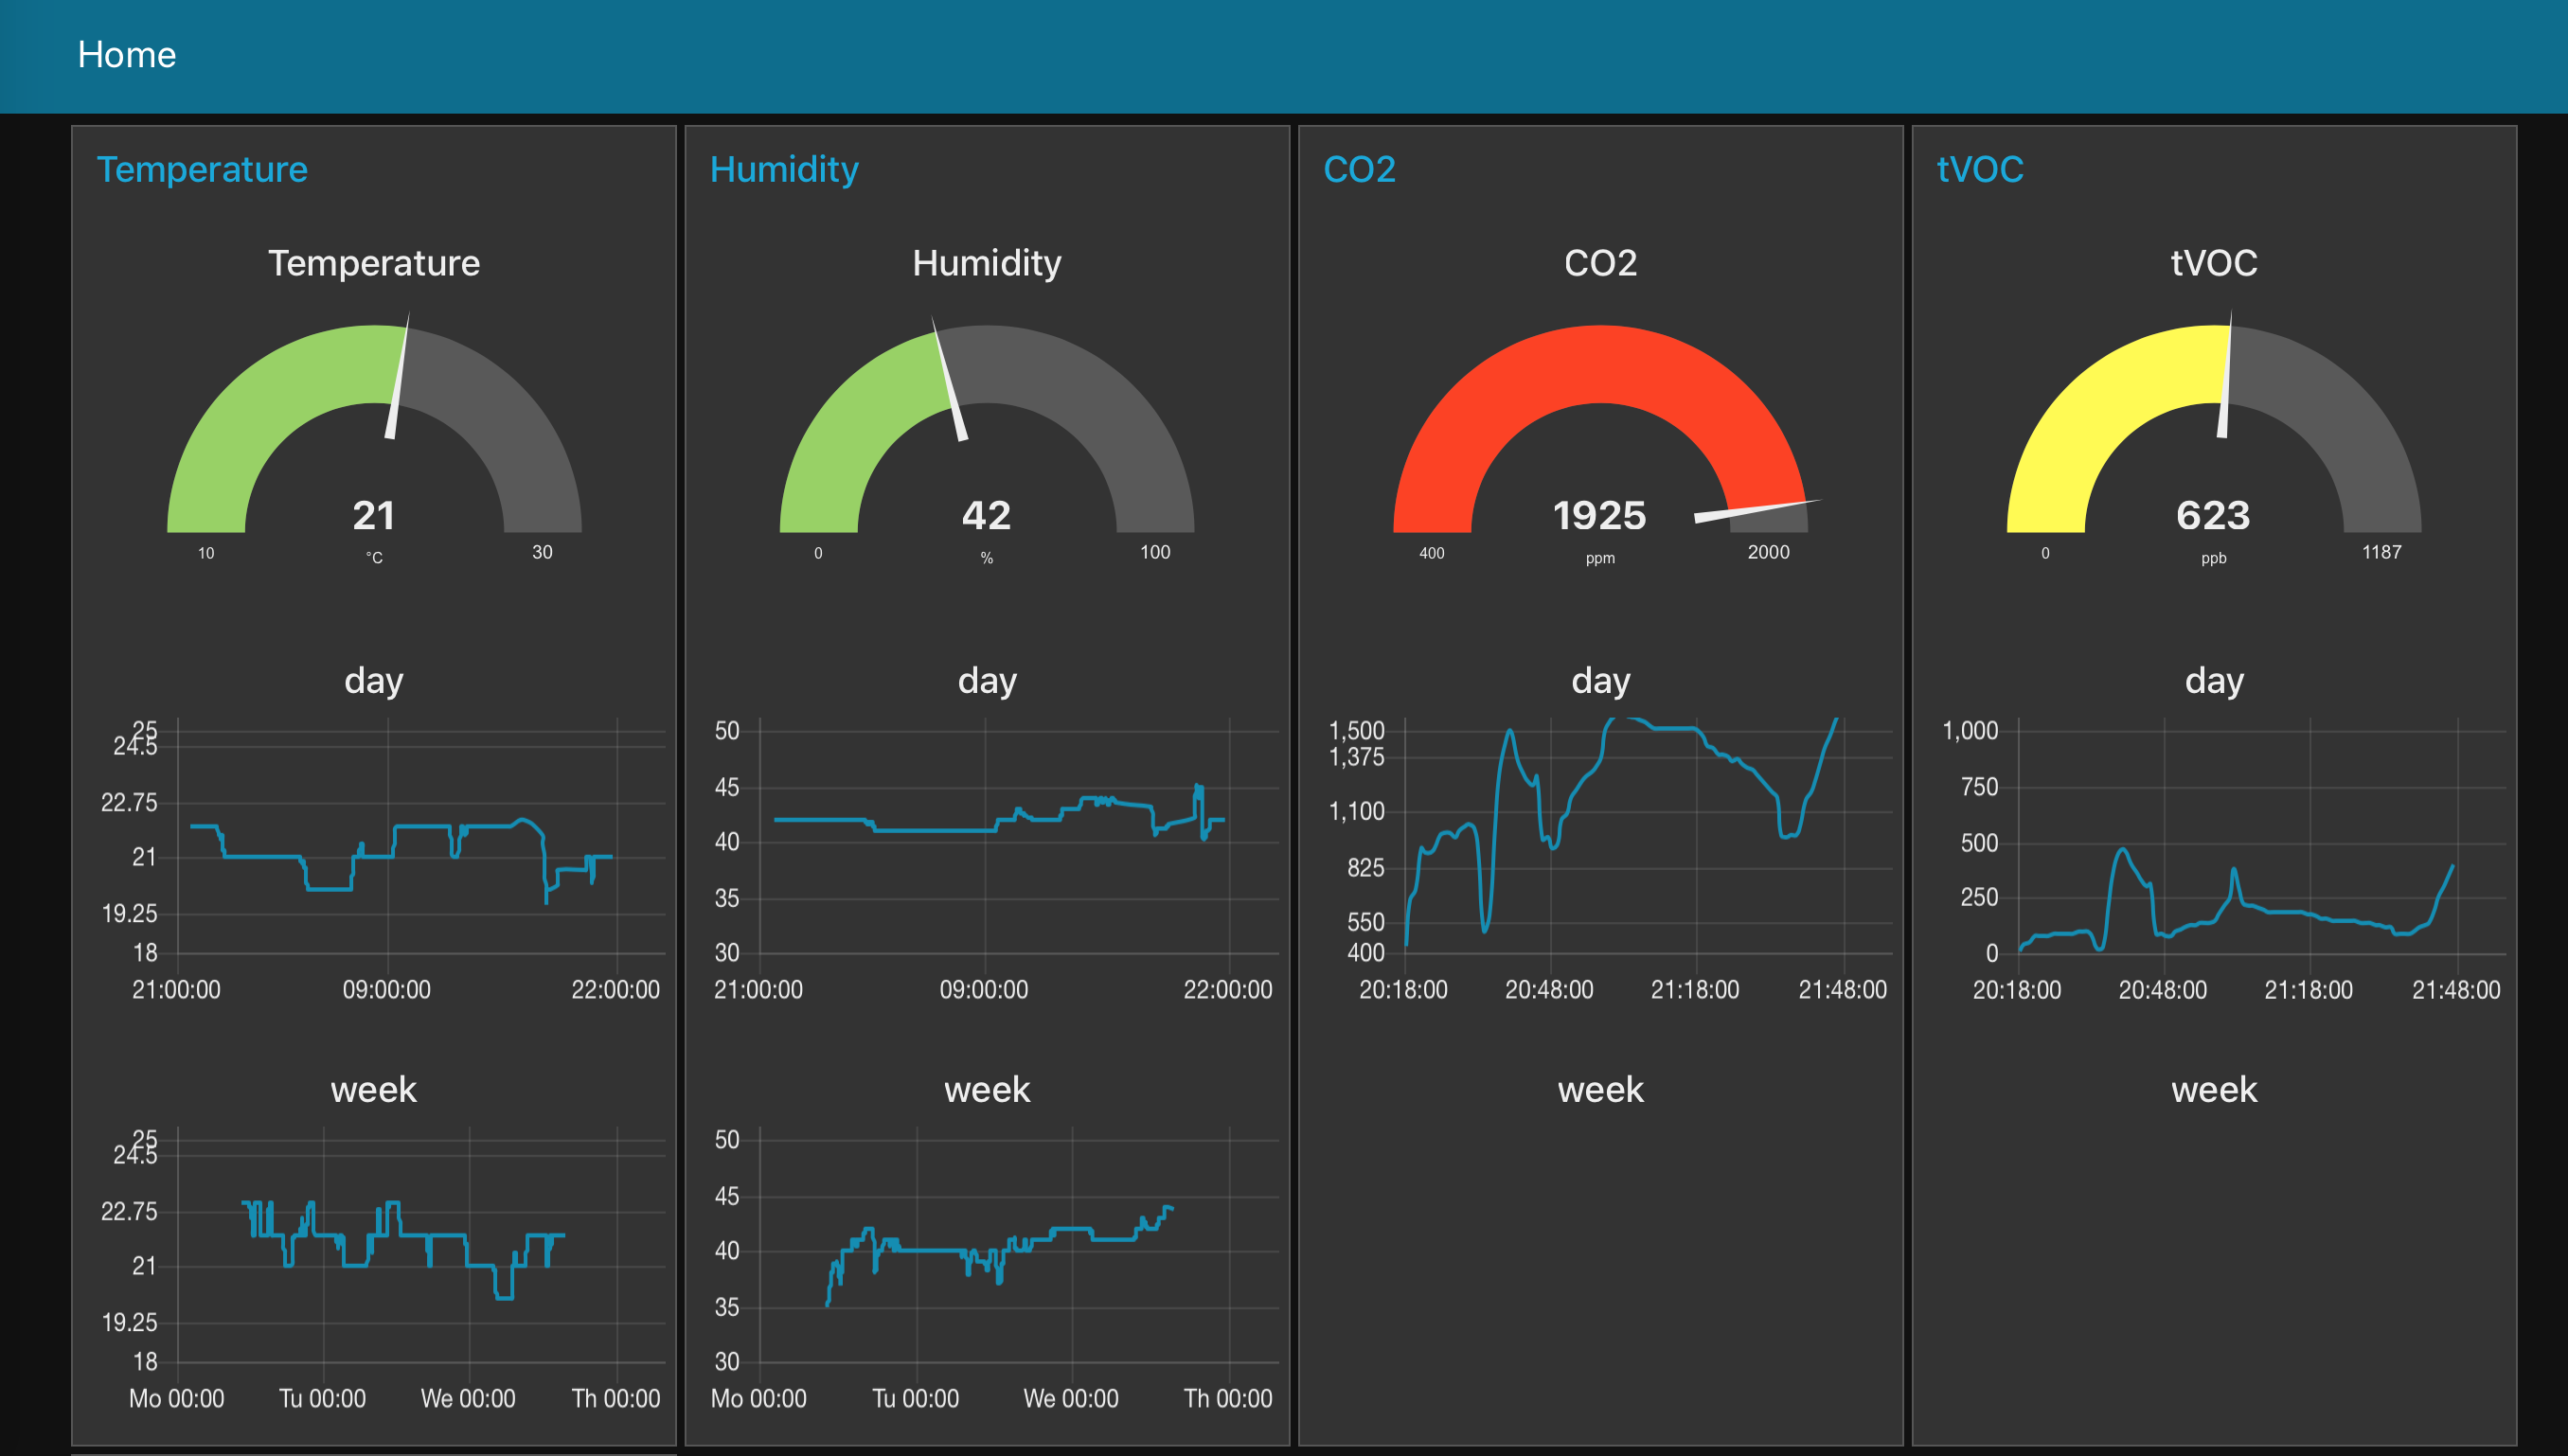 Home
Temperature
Temperature
21
10
°C
30
day
25
24.5
22.75
21
19.25
18
21:00:00 09:00:00 22:00:00
week
25
24.5
22.75
21
19.25
18
Mo 00:00 Tu 00:00 We 00:00 Th 00:00
Humidity
Humidity
42
0
%
100
day
50
45
40
35
30
21:00:00 09:00:00 22:00:00
week
50
45
40
35
30
Mo 00:00 Tu 00:00 We 00:00 Th 00:00
CO2
CO2
1925
400
ppm
2000
day
1,500
1,375
1,100
825
550
400
20:18:00 20:48:00 21:18:00 21:48:00
week
tVOC
tVOC
623
0
ppb
1187
day
1,000
750
500
250
0
20:18:00 20:48:00 21:18:00 21:48:00
week